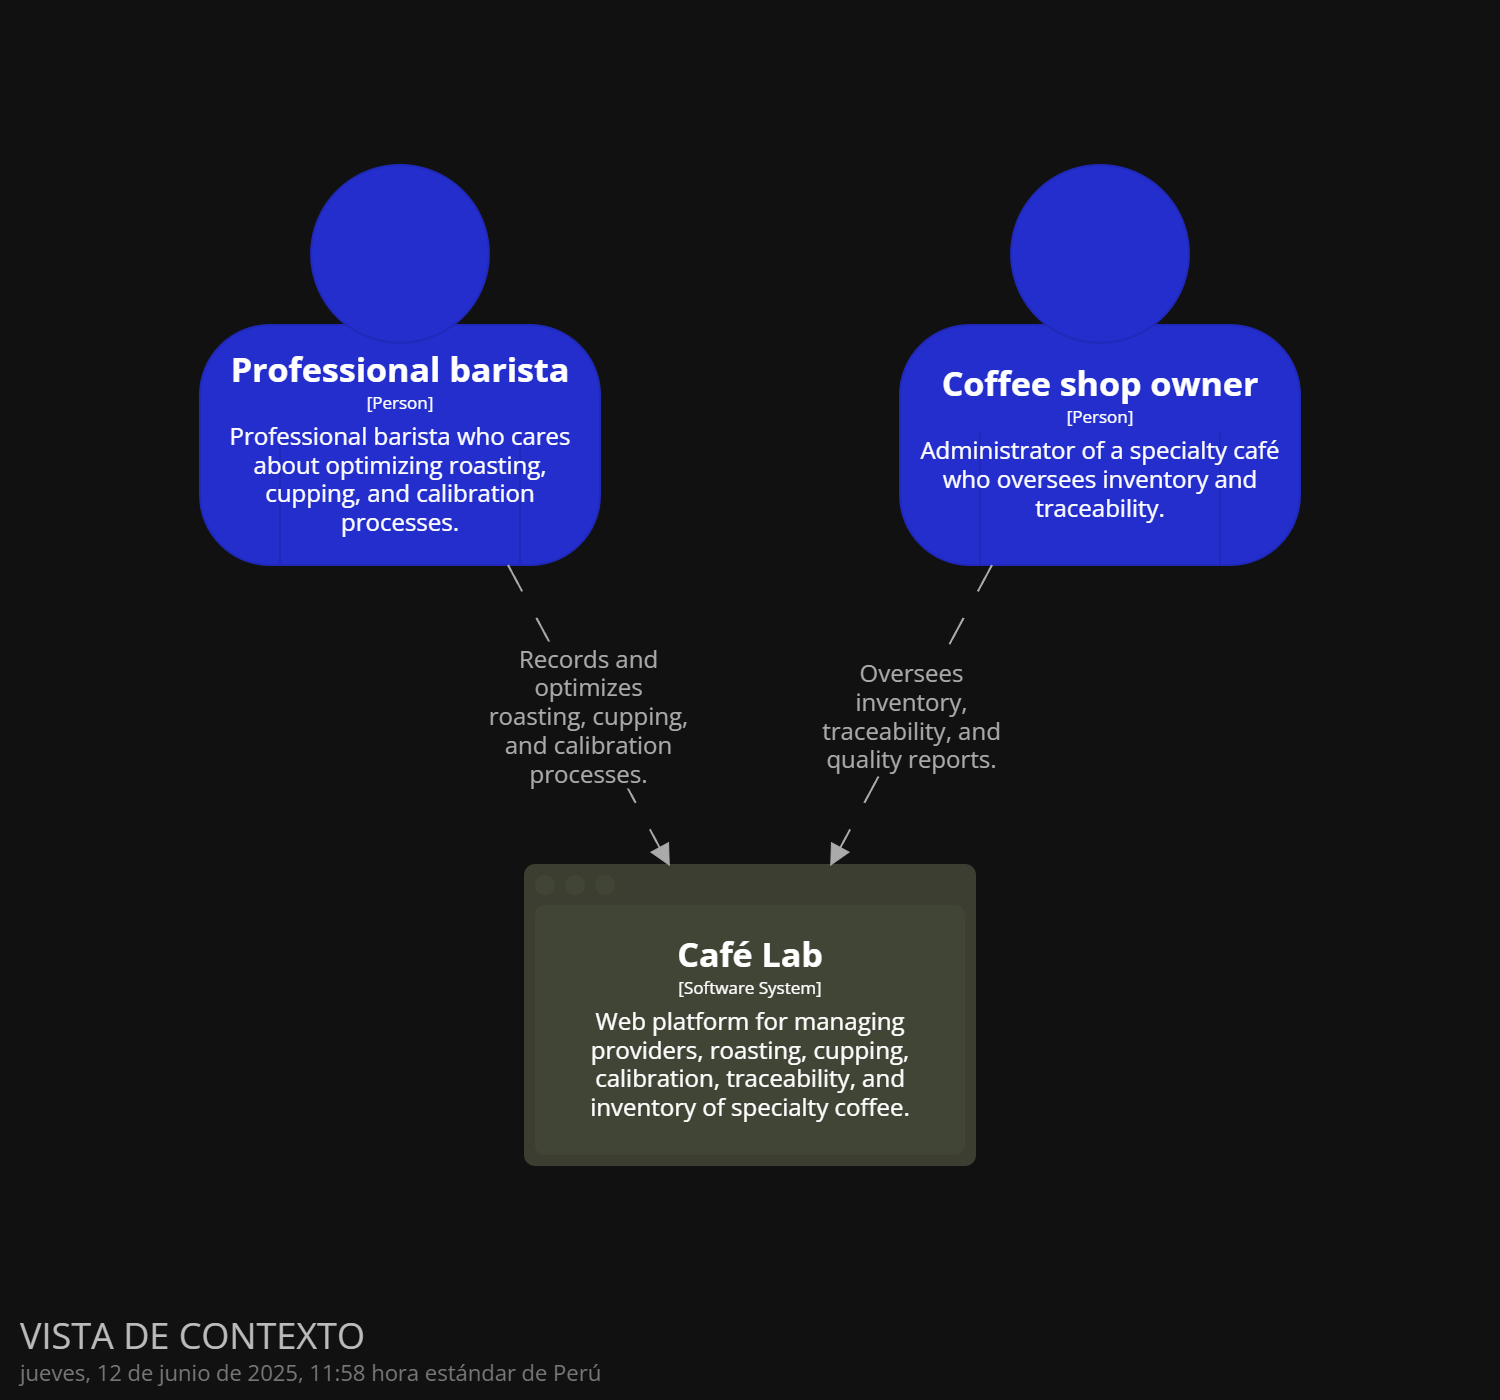 Professional barista
[Person]
Professional barista who cares
about optimizing roasting,
cupping, and calibration
processes.
Coffee shop owner
[Person]
Administrator of a specialty café
who oversees inventory and
traceability.
Records and
optimizes
roasting, cupping,
and calibration
processes.
Oversees
inventory,
traceability, and
quality reports.
Café Lab
[Software System]
Web platform for managing
providers, roasting, cupping,
calibration, traceability, and
inventory of specialty coffee.
VISTA DE CONTEXTO
jueves, 12 de junio de 2025, 11:58 hora estándar de Perú